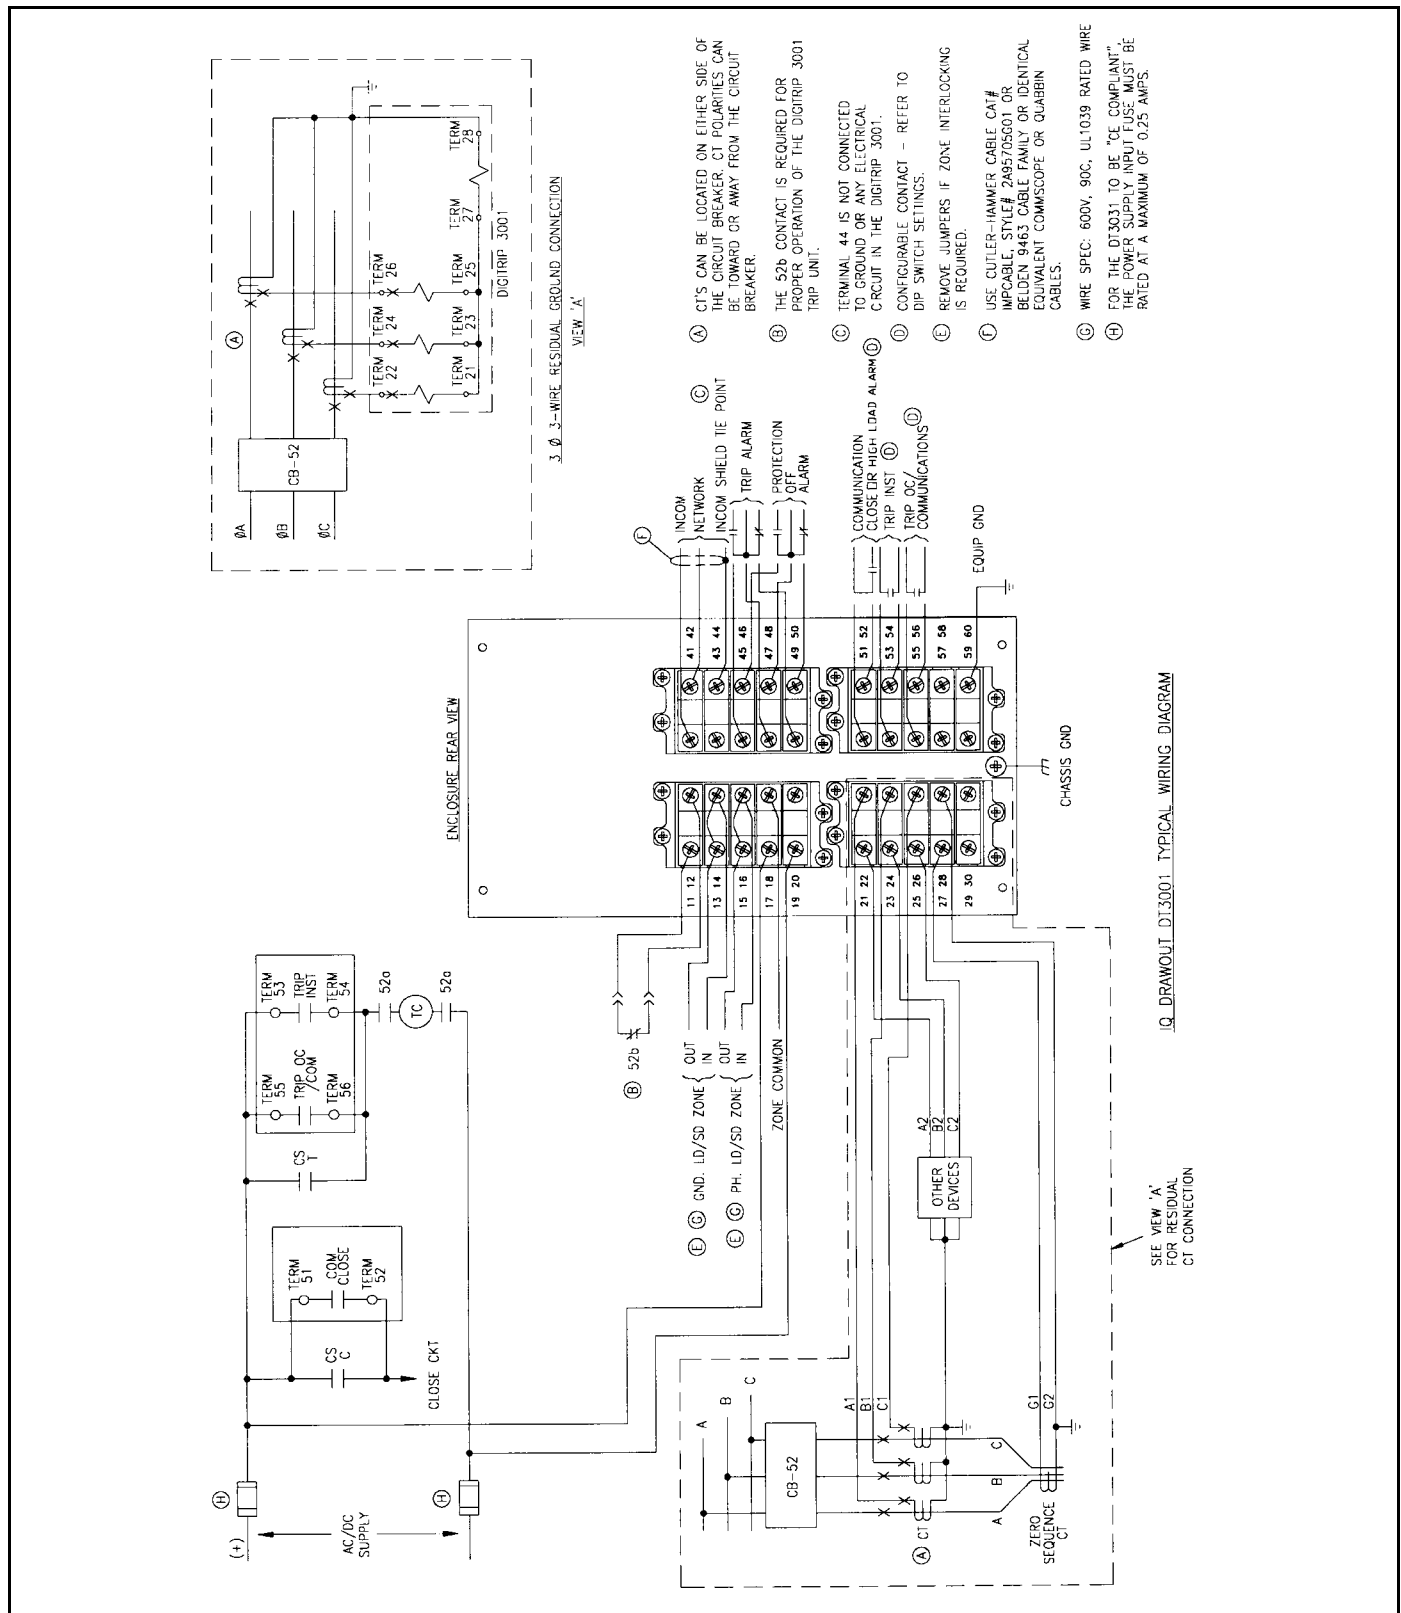 (+)
H
AC/DC
SUPPLY
H
CLOSE CKT
CS
C
TERM
51
COM
CLOSE
TERM
52
CS
T
TERM
55
TRIP OC
/COM
TERM
56
TERM
53
TRIP
INST
TERM
54
52a
TC
52a
ØA
ØB
ØC
CB-52
A
TERM
22
TERM
24
TERM
26
TERM
21
TERM
23
TERM
25
TERM
27
TERM
28
DIGITRIP 3001
3 Ø 3-WIRE RESIDUAL GROUND CONNECTION
VIEW 'A'
ENCLOSURE REAR VIEW
B 52b
E G GND. LD/SD ZONE
OUT
IN
E G PH. LD/SD ZONE
OUT
IN
ZONE COMMON
11 12
13 14
15 16
17 18
19 20
21 22
23 24
25 26
27 28
29 30
41 42
43 44
45 46
47 48
49 50
51 52
53 54
55 56
57 58
59 60
F
INCOM
NETWORK
C
INCOM SHIELD TIE POINT
TRIP ALARM
PROTECTION
OFF
ALARM
COMMUNICATION
CLOSE OR HIGH LOAD ALARM D
TRIP INST D
TRIP OC/
COMMUNICATIONS D
EQUIP GND
CHASSIS GND
A
B
C
CB-52
A1
B1
C1
A CT
A
B
C
ZERO
SEQUENCE
CT
G1
G2
OTHER
DEVICES
A2
B2
C2
SEE VIEW 'A'
FOR RESIDUAL
CT CONNECTION
A CT'S CAN BE LOCATED ON EITHER SIDE OF
THE CIRCUIT BREAKER. CT POLARITIES CAN
BE TOWARD OR AWAY FROM THE CIRCUIT
BREAKER.
B THE 52b CONTACT IS REQUIRED FOR
PROPER OPERATION OF THE DIGITRIP 3001
TRIP UNIT.
C TERMINAL 44 IS NOT CONNECTED
TO GROUND OR ANY ELECTRICAL
CIRCUIT IN THE DIGITRIP 3001.
D CONFIGURABLE CONTACT - REFER TO
DIP SWITCH SETTINGS.
E REMOVE JUMPERS IF ZONE INTERLOCKING
IS REQUIRED.
F USE CUTLER-HAMMER CABLE CAT#
IMPCABLE, STYLE# 2A95705G01 OR
BELDEN 9463 CABLE FAMILY OR IDENTICAL
EQUIVALENT COMMSCOPE OR QUABBIN
CABLES.
G WIRE SPEC: 600V, 90C, UL1039 RATED WIRE
H FOR THE DT3031 TO BE "CE COMPLIANT",
THE POWER SUPPLY INPUT FUSE MUST BE
RATED AT A MAXIMUM OF 0.25 AMPS.
IQ DRAWOUT DT3001 TYPICAL WIRING DIAGRAM